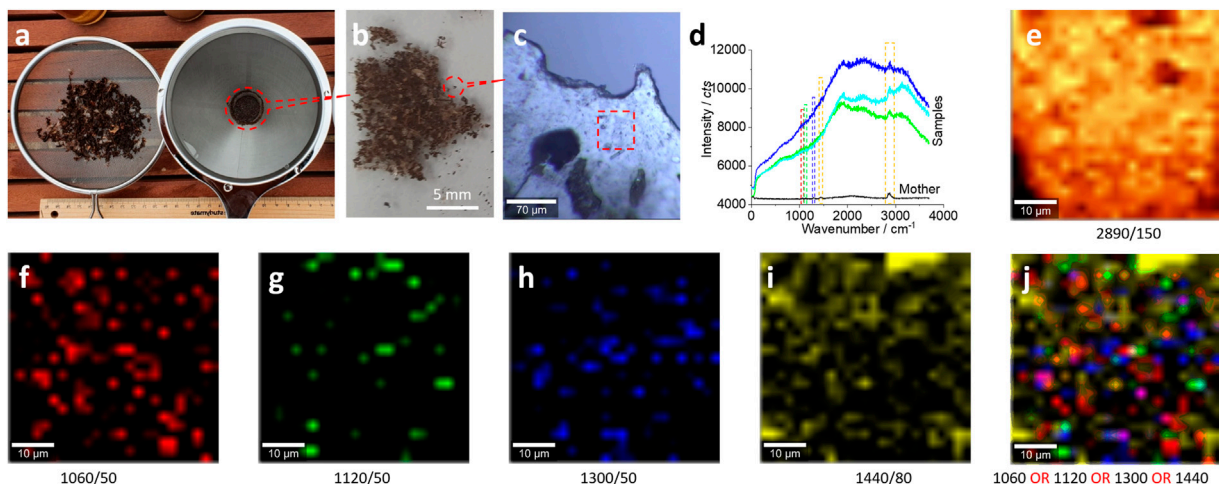 a
b
c
d
e
5 mm
70 µm
12000
10000
8000
6000
4000
Intensity / cts
Samples
Mother
0
1000
2000
3000
4000
Wavenumber / cm⁻¹
10 µm
2890/150
f
g
h
i
j
10 µm
10 µm
10 µm
10 µm
10 µm
1060/50
1120/50
1300/50
1440/80
1060 OR 1120 OR 1300 OR 1440